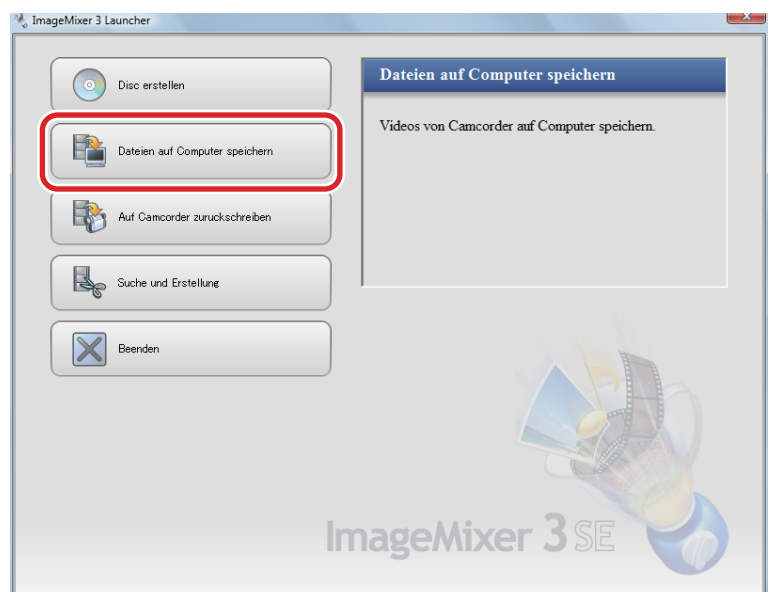 ImageMixer 3 Launcher
Disc erstellen
Dateien auf Computer speichern
Auf Camcorder zuruckschreiben
Suche und Erstellung
Beenden
Dateien auf Computer speichern
Videos von Camcorder auf Computer speichern.
ImageMixer 3 SE